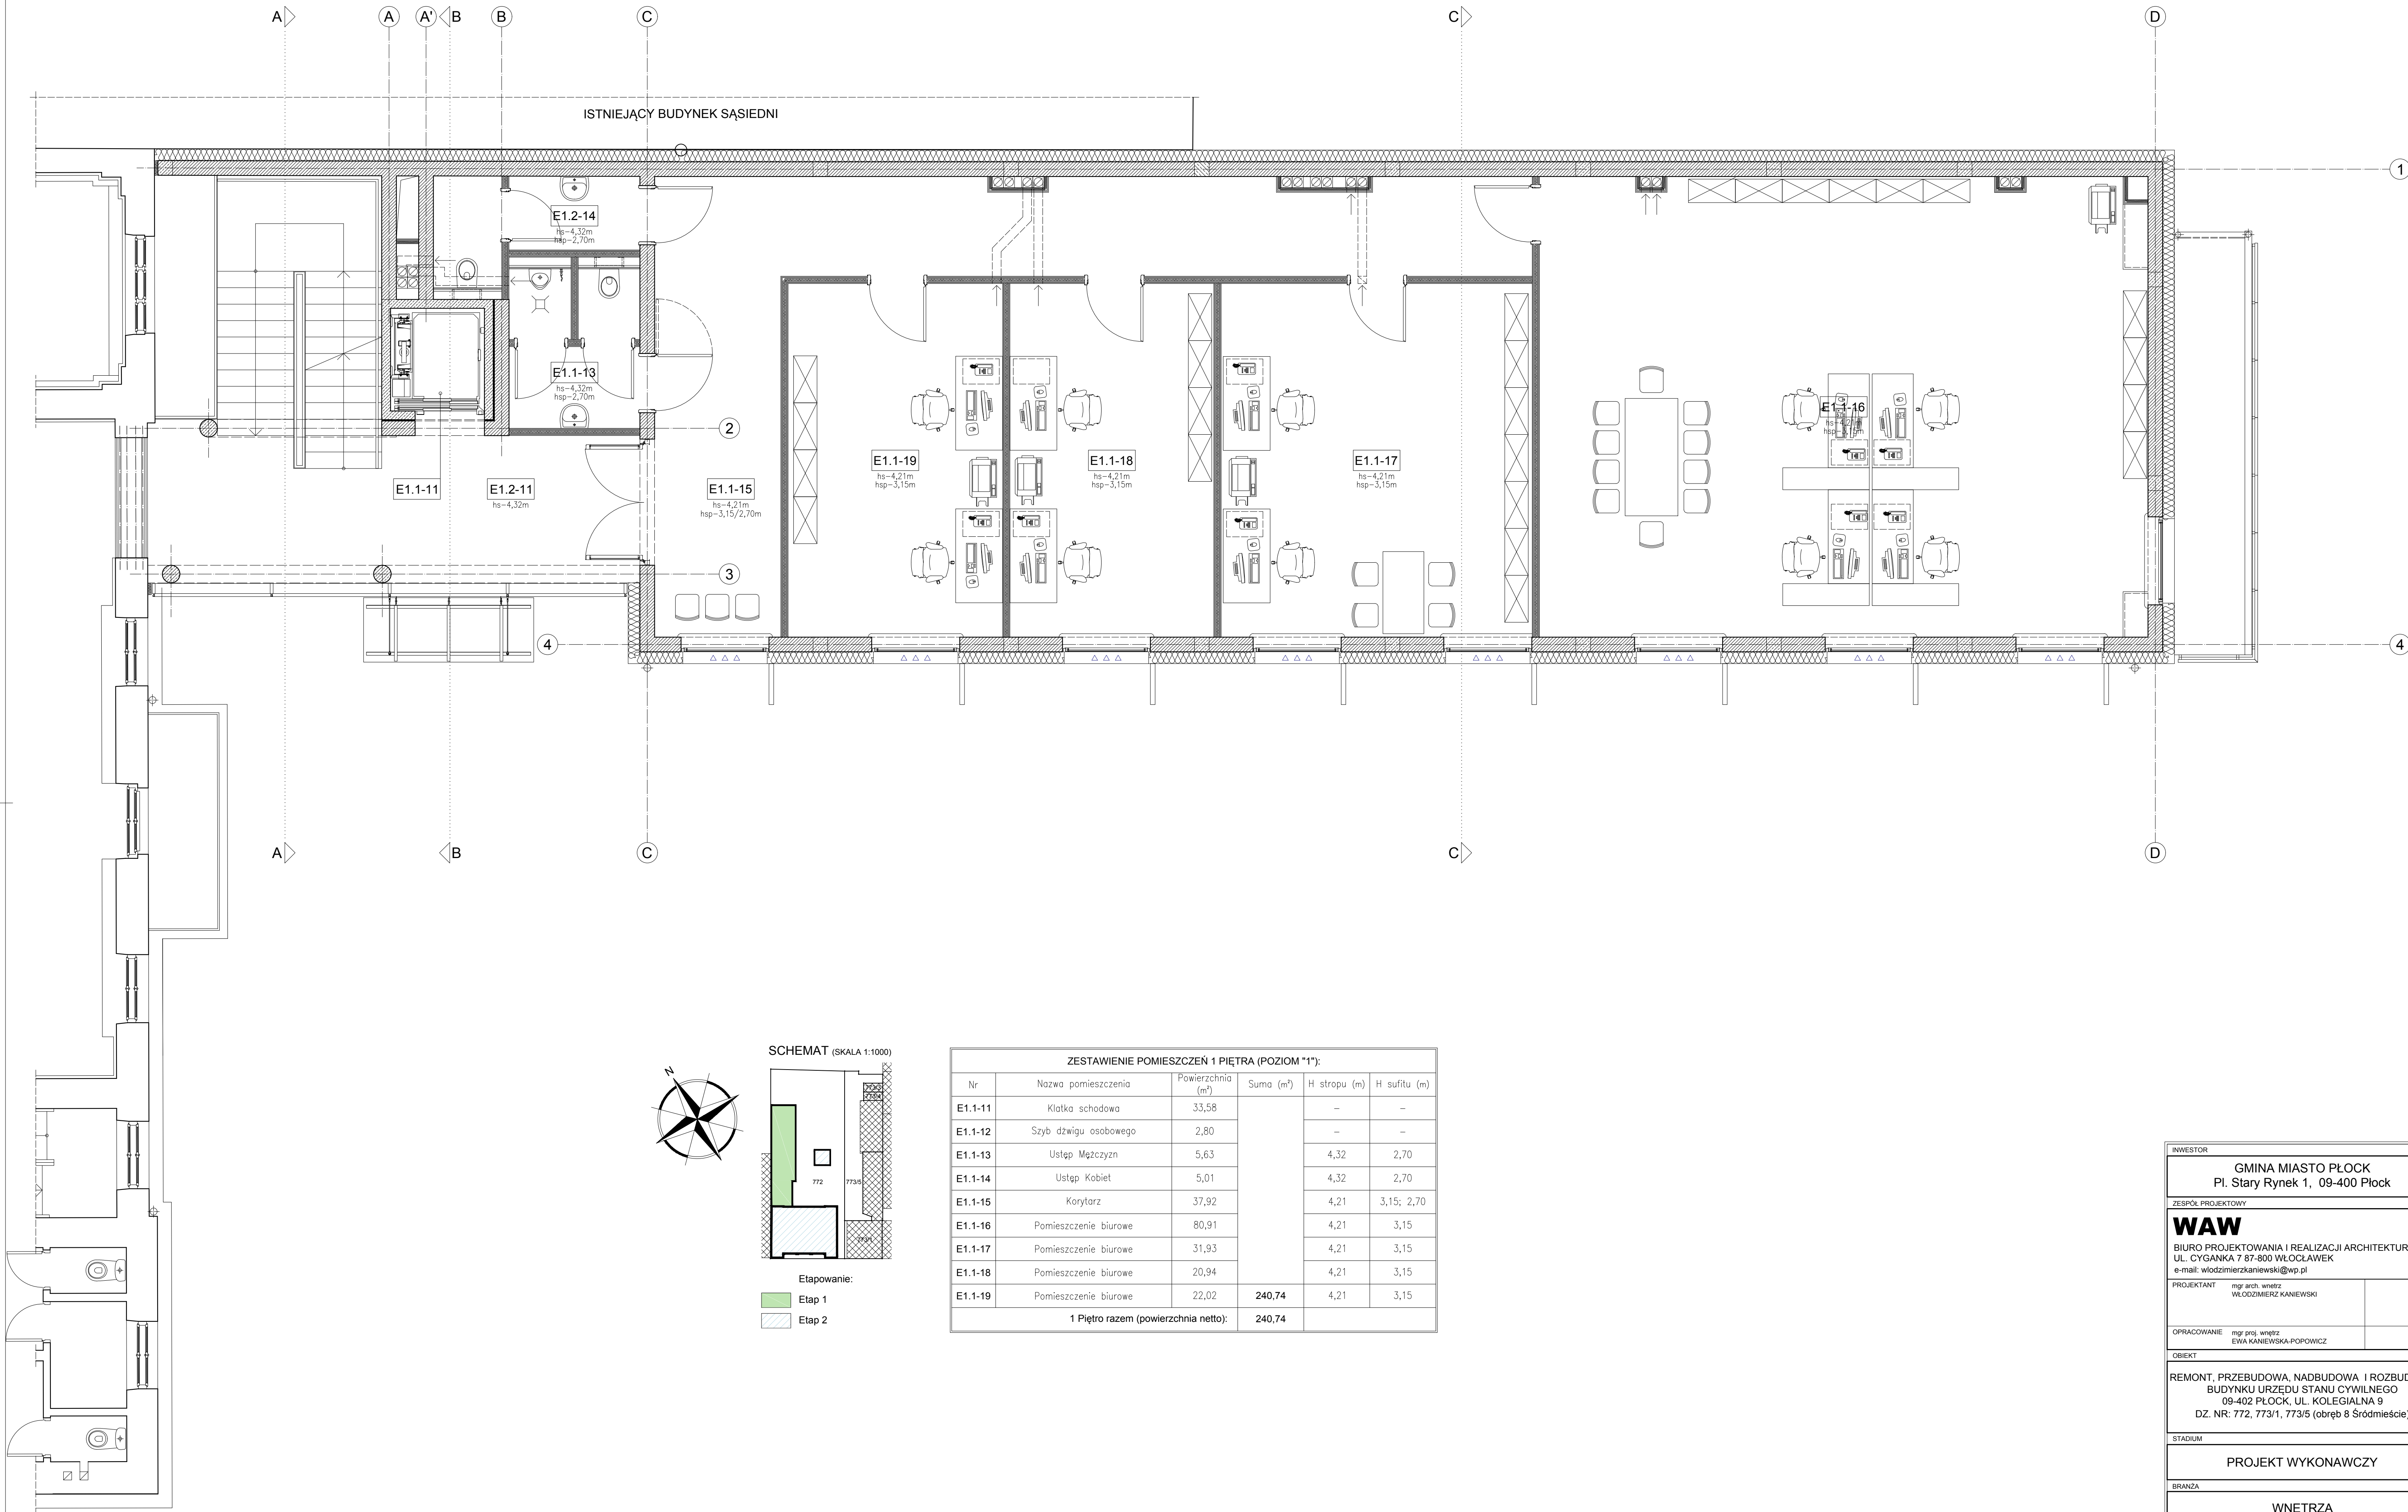 A A A' B B C C D
ISTNIEJĄCY BUDYNEK SĄSIEDNI
1
E1.2-14
hs-4,32m
hsp-2,70m
E1.1-13
hs-4,32m
hsp-2,70m
E1.1-16
hs-4,21m
hsp-3,15m
2
E1.1-19
hs-4,21m
hsp-3,15m
E1.1-18
hs-4,21m
hsp-3,15m
E1.1-17
hs-4,21m
hsp-3,15m
E1.1-11
E1.2-11
hs-4,32m
E1.1-15
hs-4,21m
hsp-3,15/2,70m
3
4
4
A B C C D
SCHEMAT (SKALA 1:1000)
N
773/3
773/4
772
773/5
773/1
Etapowanie:
Etap 1
Etap 2
ZESTAWIENIE POMIESZCZEŃ 1 PIĘTRA (POZIOM "1"):
Nr Nazwa pomieszczenia Powierzchnia (m²) Suma (m²) H stropu (m) H sufitu (m)
E1.1-11 Klatka schodowa 33,58 – –
E1.1-12 Szyb dźwigu osobowego 2,80 – –
E1.1-13 Ustęp Mężczyzn 5,63 4,32 2,70
E1.1-14 Ustęp Kobiet 5,01 4,32 2,70
E1.1-15 Korytarz 37,92 4,21 3,15; 2,70
E1.1-16 Pomieszczenie biurowe 80,91 4,21 3,15
E1.1-17 Pomieszczenie biurowe 31,93 4,21 3,15
E1.1-18 Pomieszczenie biurowe 20,94 4,21 3,15
E1.1-19 Pomieszczenie biurowe 22,02 240,74 4,21 3,15
1 Piętro razem (powierzchnia netto): 240,74
INWESTOR
GMINA MIASTO PŁOCK
Pl. Stary Rynek 1, 09-400 Płock
ZESPÓŁ PROJEKTOWY
WAW
BIURO PROJEKTOWANIA I REALIZACJI ARCHITEKTUR
UL. CYGANKA 7 87-800 WŁOCŁAWEK
e-mail: wlodzimierzkaniewski@wp.pl
PROJEKTANT mgr arch. wnetrz
WŁODZIMIERZ KANIEWSKI
OPRACOWANIE mgr proj. wnętrz
EWA KANIEWSKA-POPOWICZ
OBIEKT
REMONT, PRZEBUDOWA, NADBUDOWA I ROZBUD
BUDYNKU URZĘDU STANU CYWILNEGO
09-402 PŁOCK, UL. KOLEGIALNA 9
DZ. NR: 772, 773/1, 773/5 (obręb 8 Śródmieście)
STADIUM
PROJEKT WYKONAWCZY
BRANŻA
WNĘTRZA